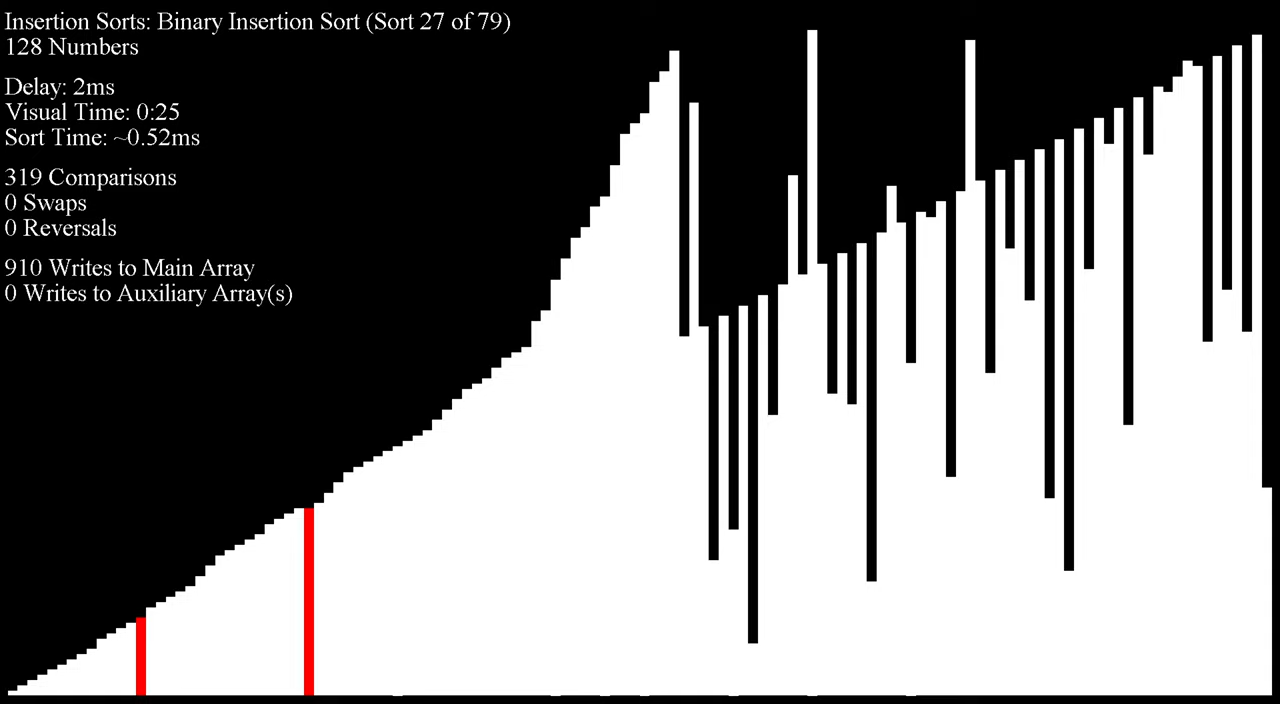 Insertion Sorts: Binary Insertion Sort (Sort 27 of 79)
128 Numbers
Delay: 2ms
Visual Time: 0:25
Sort Time: ~0.52ms
319 Comparisons
0 Swaps
0 Reversals
910 Writes to Main Array
0 Writes to Auxiliary Array(s)